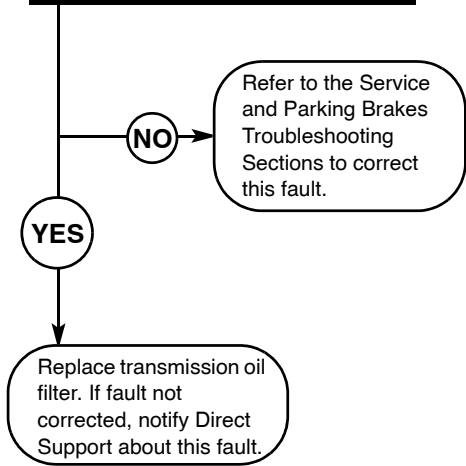 NO
Refer to the Service
and Parking Brakes
Troubleshooting
Sections to correct
this fault.
YES
Replace transmission oil
filter. If fault not
corrected, notify Direct
Support about this fault.